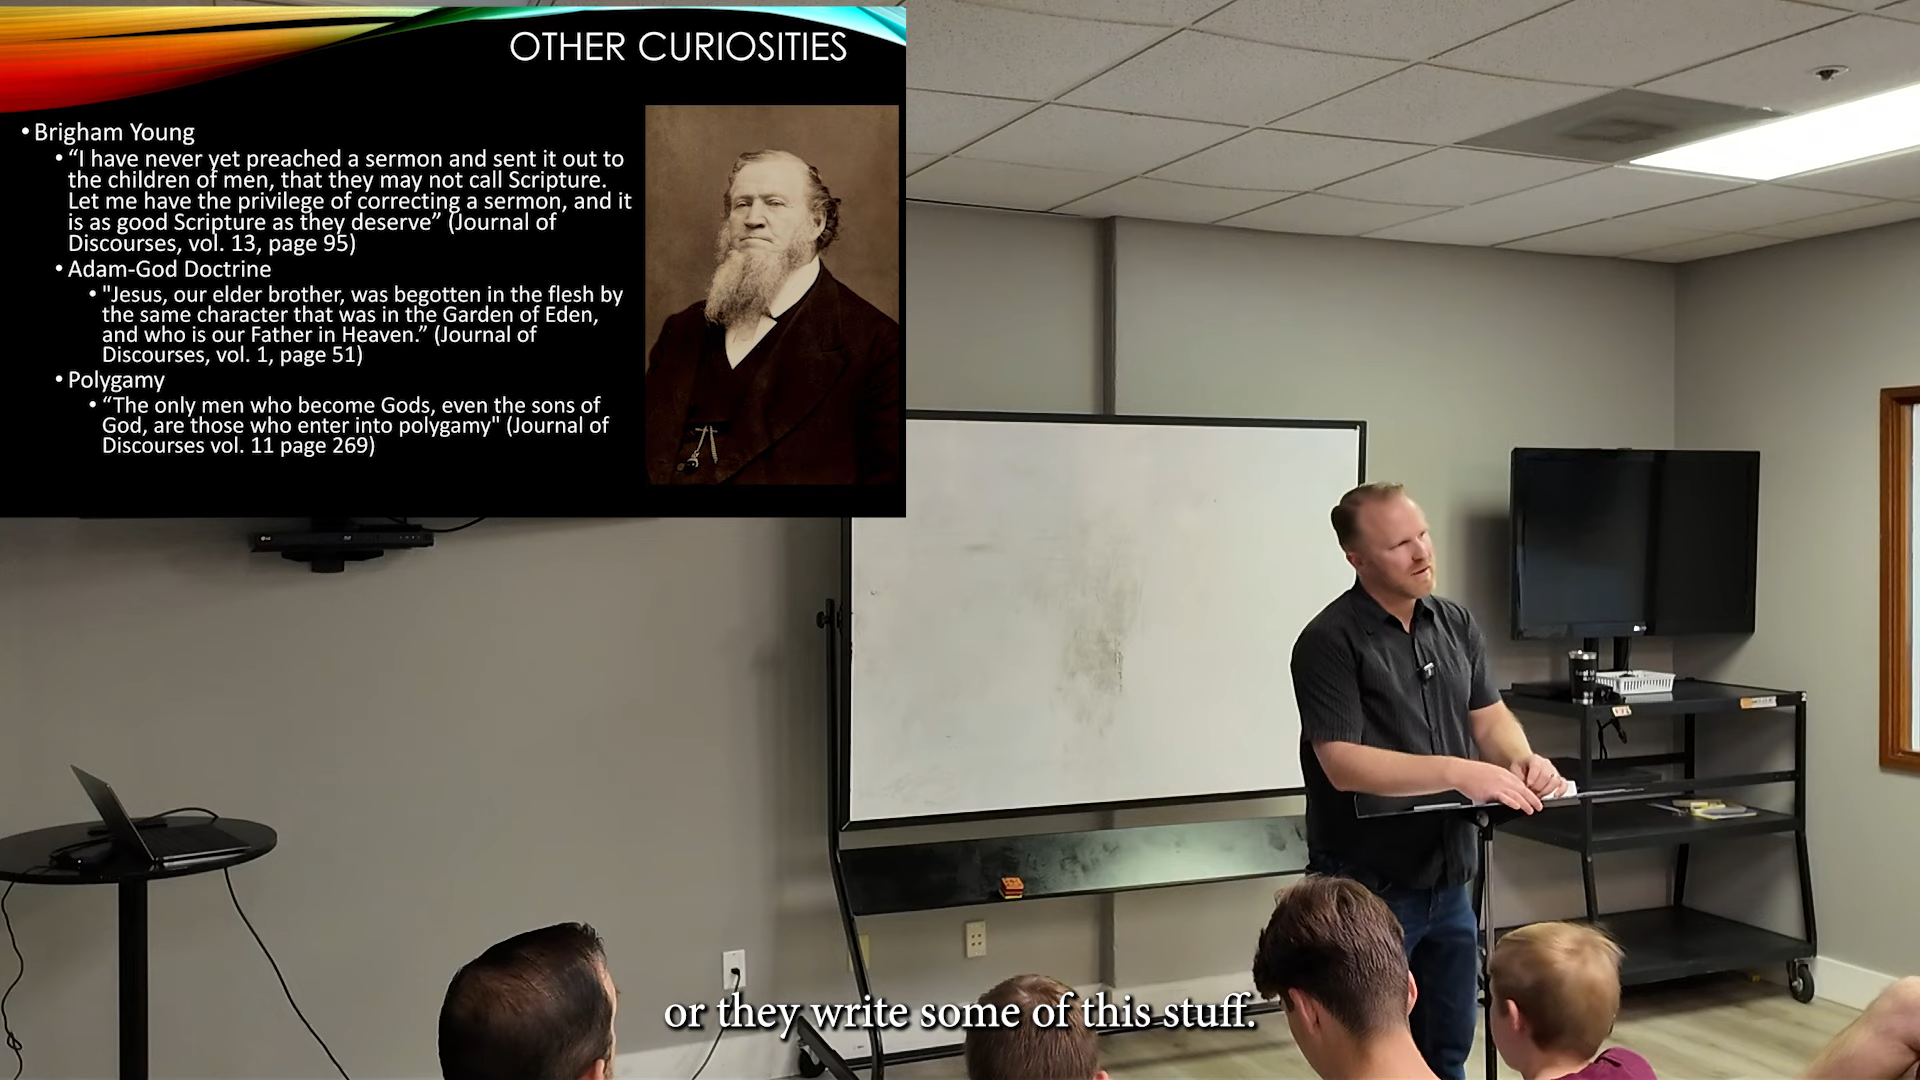 OTHER CURIOSITIES
• Brigham Young
• “I have never yet preached a sermon and sent it out to
the children of men, that they may not call Scripture.
Let me have the privilege of correcting a sermon, and it
is as good Scripture as they deserve” (Journal of
Discourses, vol. 13, page 95)
• Adam-God Doctrine
• "Jesus, our elder brother, was begotten in the flesh by
the same character that was in the Garden of Eden,
and who is our Father in Heaven.” (Journal of
Discourses, vol. 1, page 51)
• Polygamy
• “The only men who become Gods, even the sons of
God, are those who enter into polygamy" (Journal of
Discourses vol. 11 page 269)
or they write some of this stuff.